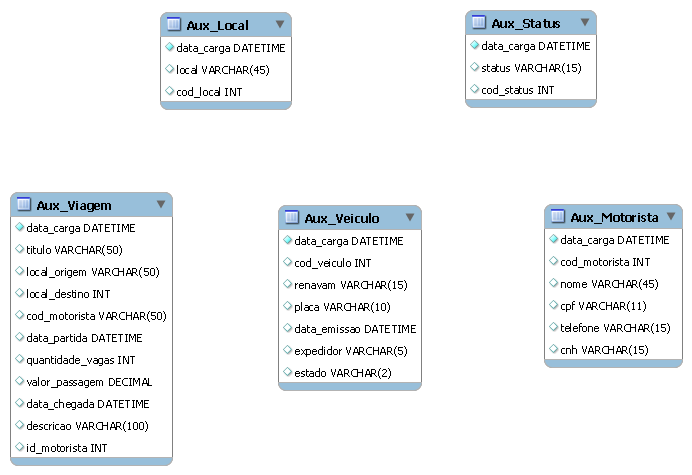 Aux_Local
data_carga DATETIME
local VARCHAR(45)
cod_local INT
Aux_Status
data_carga DATETIME
status VARCHAR(15)
cod_status INT
Aux_Viagem
data_carga DATETIME
titulo VARCHAR(50)
local_origem VARCHAR(50)
local_destino INT
cod_motorista VARCHAR(50)
data_partida DATETIME
quantidade_vagas INT
valor_passagem DECIMAL
data_chegada DATETIME
descricao VARCHAR(100)
id_motorista INT
Aux_Veiculo
data_carga DATETIME
cod_veiculo INT
renavam VARCHAR(15)
placa VARCHAR(10)
data_emissao DATETIME
expedidor VARCHAR(5)
estado VARCHAR(2)
Aux_Motorista
data_carga DATETIME
cod_motorista INT
nome VARCHAR(45)
cpf VARCHAR(11)
telefone VARCHAR(15)
cnh VARCHAR(15)